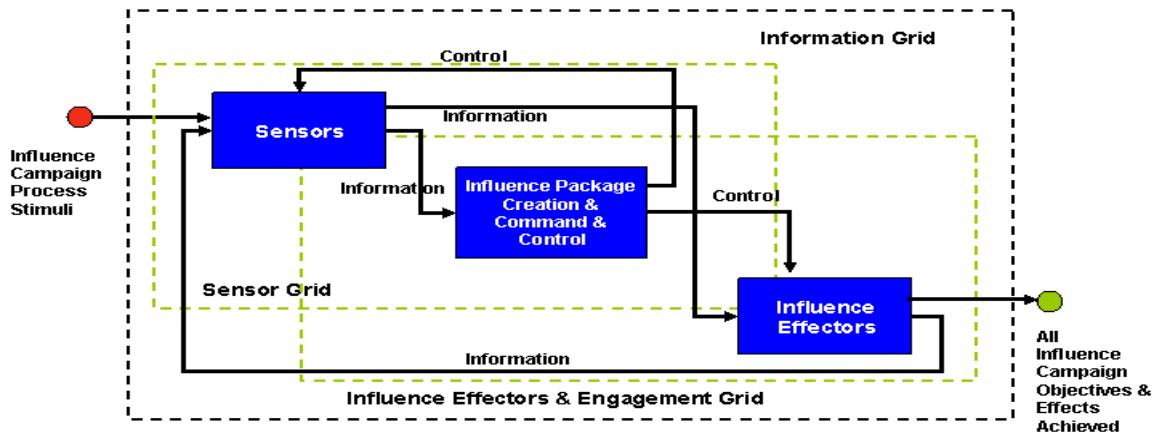 Information Grid
Control
Sensors
Information
Influence
Campaign
Process
Stimuli
Information
Influence Package
Creation &
Command &
Control
Control
Sensor Grid
Influence
Effectors
Information
Influence Effectors & Engagement Grid
All
Influence
Campaign
Objectives &
Effects
Achieved